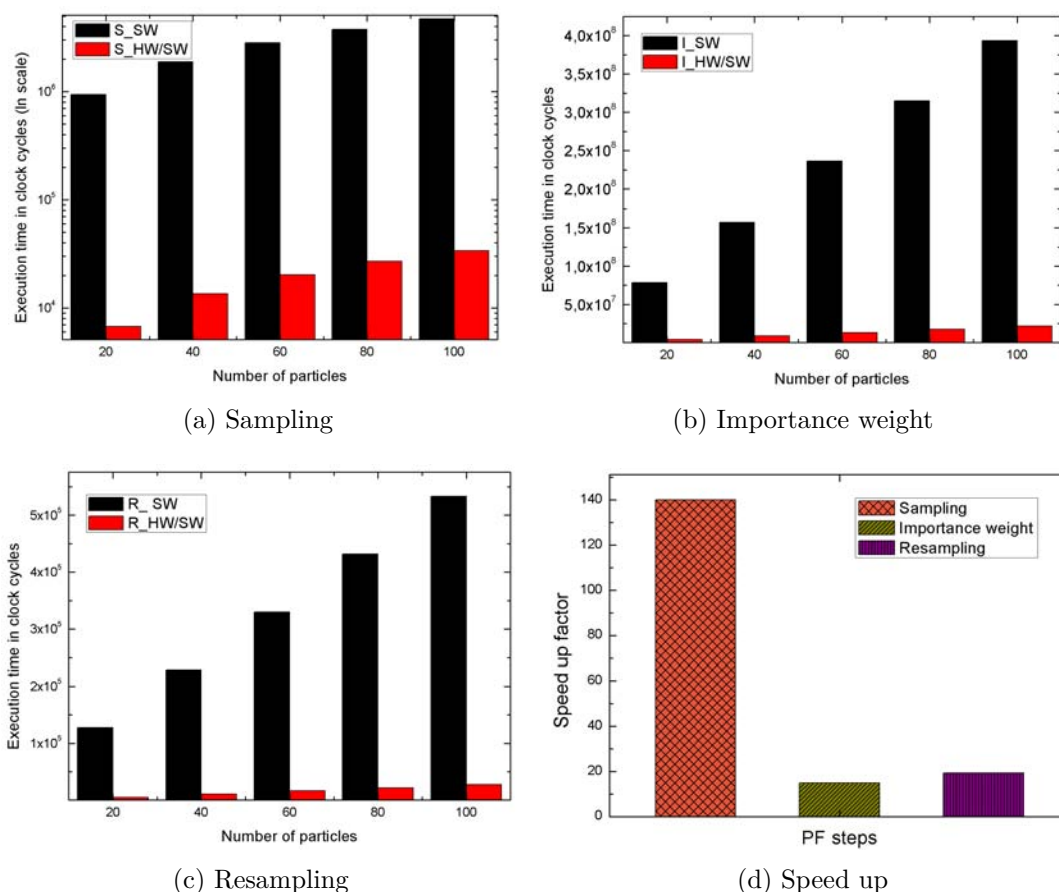 S_SW
S_HW/SW
Execution time in clock cycles (ln scale)
10⁶
10⁵
10⁴
20 40 60 80 100
Number of particles
(a) Sampling
I_SW
I_HW/SW
Execution time in clock cycles
4,0x10⁸
3,5x10⁸
3,0x10⁸
2,5x10⁸
2,0x10⁸
1,5x10⁸
1,0x10⁸
5,0x10⁷
20 40 60 80 100
Number of particles
(b) Importance weight
R_ SW
R_HW/SW
Execution time in clock cycles
5x10⁵
4x10⁵
3x10⁵
2x10⁵
1x10⁵
20 40 60 80 100
Number of particles
(c) Resampling
Sampling
Importance weight
Resampling
Speed up factor
140
120
100
80
60
40
20
0
PF steps
(d) Speed up